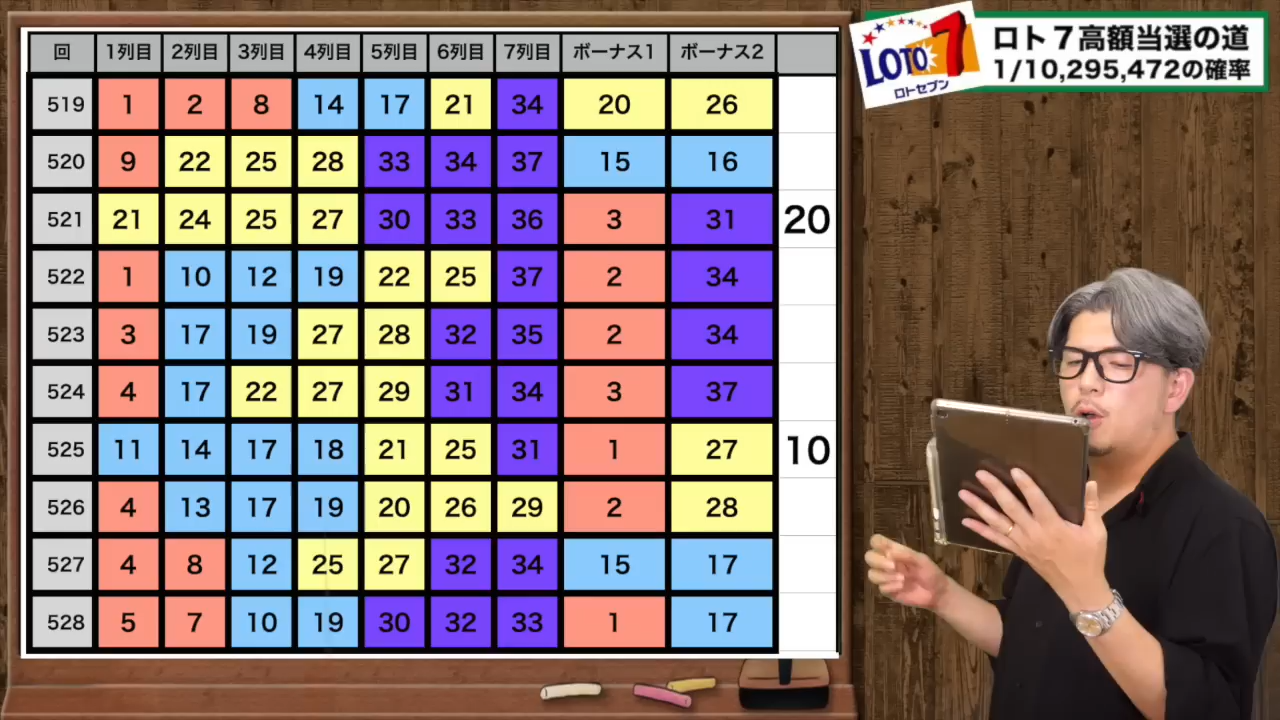 回 1列目 2列目 3列目 4列目 5列目 6列目 7列目 ボーナス1 ボーナス2
519 1 2 8 14 17 21 34 20 26
520 9 22 25 28 33 34 37 15 16
521 21 24 25 27 30 33 36 3 31 20
522 1 10 12 19 22 25 37 2 34
523 3 17 19 27 28 32 35 2 34
524 4 17 22 27 29 31 34 3 37
525 11 14 17 18 21 25 31 1 27 10
526 4 13 17 19 20 26 29 2 28
527 4 8 12 25 27 32 34 15 17
528 5 7 10 19 30 32 33 1 17
LOTO 7
ロトセブン
ロト7高額当選の道
1/10,295,472の確率